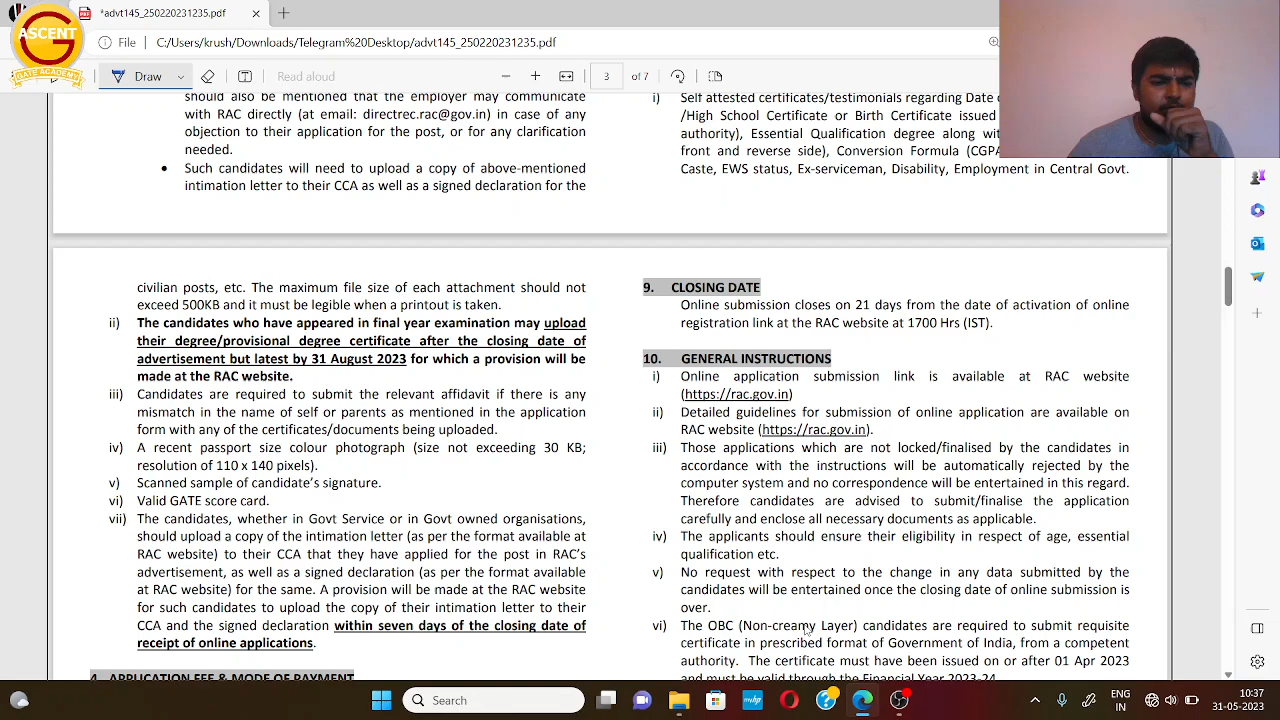 ASCENT
GATE ACADEMY
*advt145_250220231235.pdf
File
C:/Users/krush/Downloads/Telegram%20Desktop/advt145_250220231235.pdf
Draw
Read aloud
3
of 7
should also be mentioned that the employer may communicate
with RAC directly (at email: directrec.rac@gov.in) in case of any
objection to their application for the post, or for any clarification
needed.
• Such candidates will need to upload a copy of above-mentioned
intimation letter to their CCA as well as a signed declaration for the
i) Self attested certificates/testimonials regarding Date
/High School Certificate or Birth Certificate issued
authority), Essential Qualification degree along
front and reverse side), Conversion Formula
Caste, EWS status, Ex-serviceman, Disability, Employment in Central Govt.
civilian posts, etc. The maximum file size of each attachment should not
exceed 500KB and it must be legible when a printout is taken.
ii) The candidates who have appeared in final year examination may upload
their degree/provisional degree certificate after the closing date of
advertisement but latest by 31 August 2023 for which a provision will be
made at the RAC website.
iii) Candidates are required to submit the relevant affidavit if there is any
mismatch in the name of self or parents as mentioned in the application
form with any of the certificates/documents being uploaded.
iv) A recent passport size colour photograph (size not exceeding 30 KB;
resolution of 110 x 140 pixels).
v) Scanned sample of candidate's signature.
vi) Valid GATE score card.
vii) The candidates, whether in Govt Service or in Govt owned organisations,
should upload a copy of the intimation letter (as per the format available at
RAC website) to their CCA that they have applied for the post in RAC's
advertisement, as well as a signed declaration (as per the format available
at RAC website) for the same. A provision will be made at the RAC website
for such candidates to upload the copy of their intimation letter to their
CCA and the signed declaration within seven days of the closing date of
receipt of online applications.
4. APPLICATION FEE & MODE OF PAYMENT
9. CLOSING DATE
Online submission closes on 21 days from the date of activation of online
registration link at the RAC website at 1700 Hrs (IST).
10. GENERAL INSTRUCTIONS
i) Online application submission link is available at RAC website
(https://rac.gov.in)
ii) Detailed guidelines for submission of online application are available on
RAC website (https://rac.gov.in).
iii) Those applications which are not locked/finalised by the candidates in
accordance with the instructions will be automatically rejected by the
computer system and no correspondence will be entertained in this regard.
Therefore candidates are advised to submit/finalise the application
carefully and enclose all necessary documents as applicable.
iv) The applicants should ensure their eligibility in respect of age, essential
qualification etc.
v) No request with respect to the change in any data submitted by the
candidates will be entertained once the closing date of online submission is
over.
vi) The OBC (Non-creamy Layer) candidates are required to submit requisite
certificate in prescribed format of Government of India, from a competent
authority. The certificate must have been issued on or after 01 Apr 2023
and must be valid through the Financial Year 2023-24.
Search
ENG
IN
10:37
31-05-2023